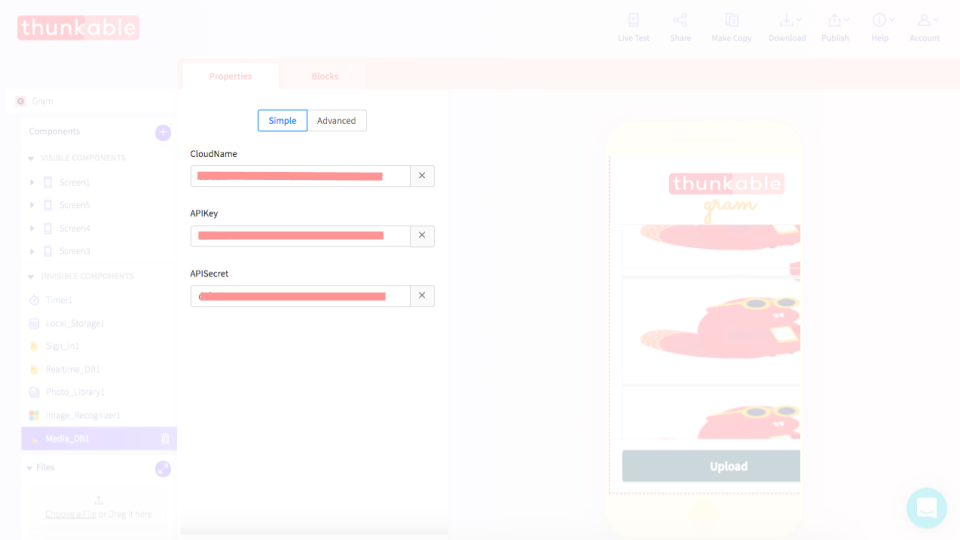 thunkable
Live Test
Share
Make Copy
Download
Publish
Help
Account
Properties
Blocks
Gram
Components
VISIBLE COMPONENTS
Screen1
Screen5
Screen4
Screen3
INVISIBLE COMPONENTS
Timer1
Local_Storage1
Sign_In1
Realtime_DB1
Photo_Library1
Image_Recognizer1
Media_DB1
Files
Choose a File or Drag it here
Simple
Advanced
CloudName
APIKey
APISecret
thunkable
gram
Upload